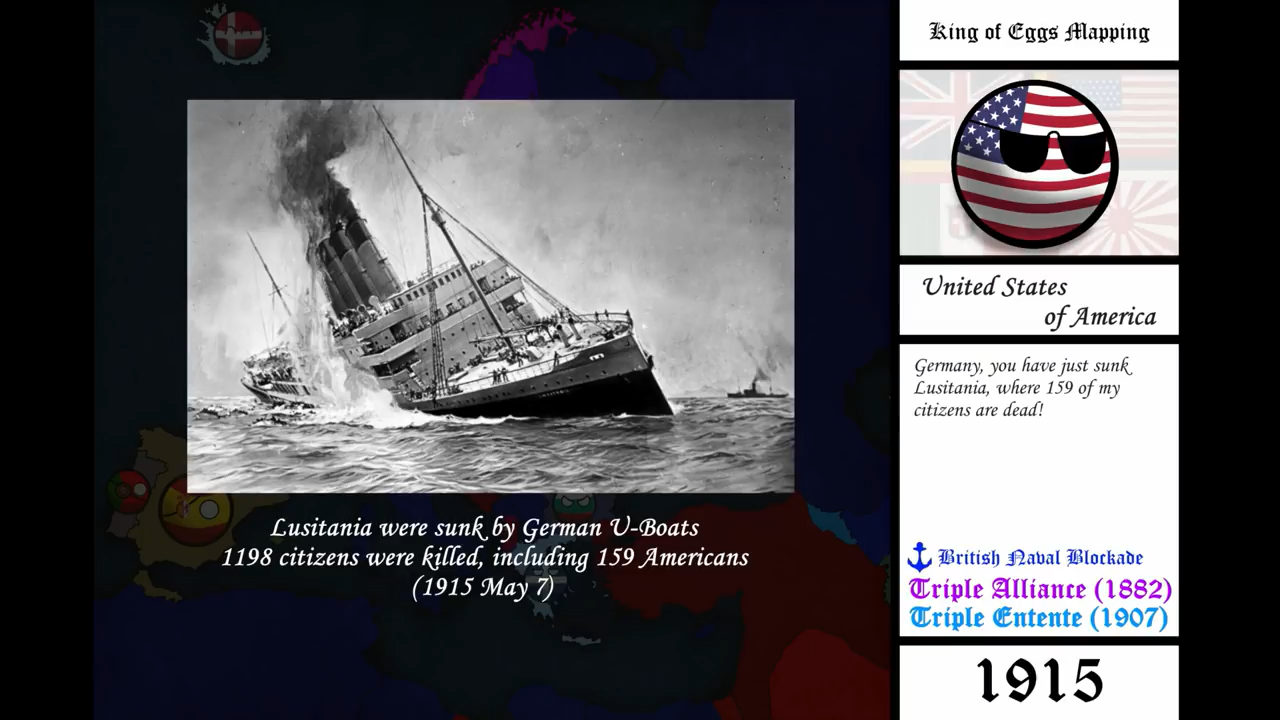 King of Eggs Mapping
United States
of America
Germany, you have just sunk
Lusitania, where 159 of my
citizens are dead!
Lusitania were sunk by German U-Boats
1198 citizens were killed, including 159 Americans
(1915 May 7)
British Naval Blockade
Triple Alliance (1882)
Triple Entente (1907)
1915